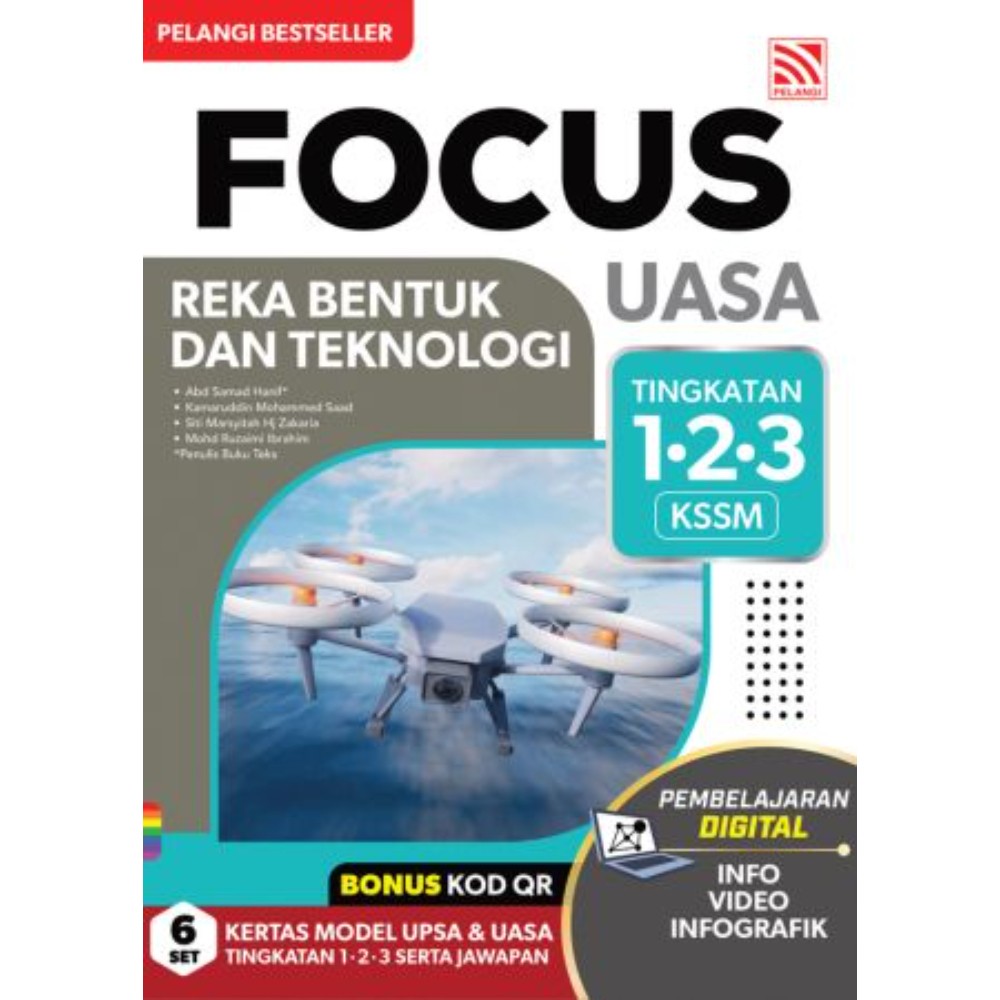 PELANGI BESTSELLER
PELANGI
FOCUS
UASA
REKA BENTUK
DAN TEKNOLOGI
• Abd Samad Hanif*
• Kamaruddin Mohammed Saad
• Siti Marsyitah Hj Zakaria
• Mohd Ruzaimi Ibrahim
*Penulis Buku Teks
TINGKATAN
1•2•3
KSSM
PEMBELAJARAN
DIGITAL
INFO
VIDEO
INFOGRAFIK
BONUS KOD QR
6
SET
KERTAS MODEL UPSA & UASA
TINGKATAN 1•2•3 SERTA JAWAPAN